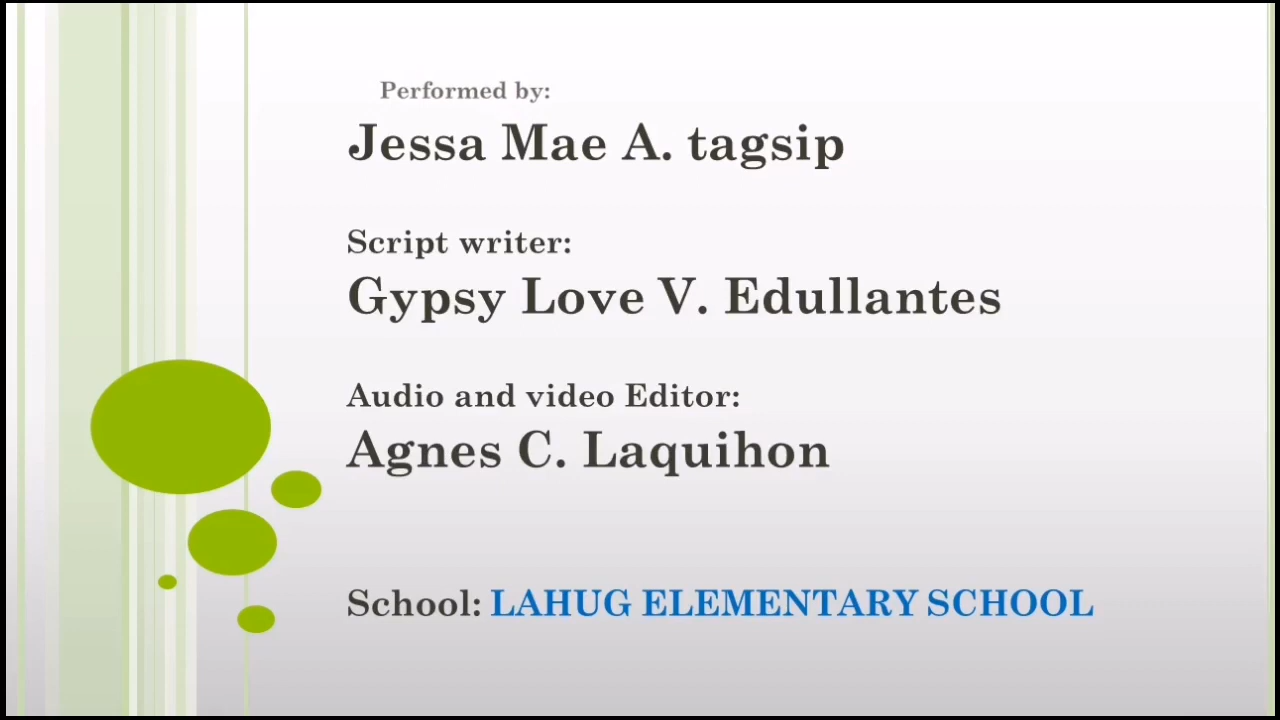 Performed by:
Jessa Mae A. tagsip
Script writer:
Gypsy Love V. Edullantes
Audio and video Editor:
Agnes C. Laquihon
School: LAHUG ELEMENTARY SCHOOL